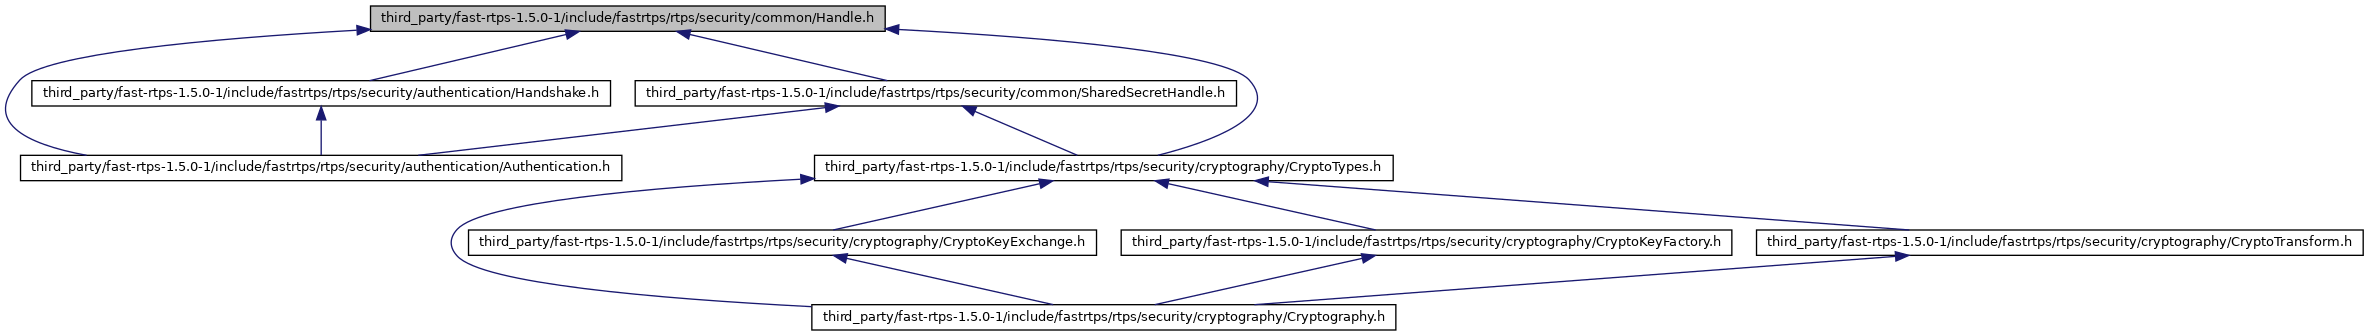 third_party/fast-rtps-1.5.0-1/include/fastrtps/rtps/security/common/Handle.h
third_party/fast-rtps-1.5.0-1/include/fastrtps/rtps/security/authentication/Handshake.h
third_party/fast-rtps-1.5.0-1/include/fastrtps/rtps/security/common/SharedSecretHandle.h
third_party/fast-rtps-1.5.0-1/include/fastrtps/rtps/security/authentication/Authentication.h
third_party/fast-rtps-1.5.0-1/include/fastrtps/rtps/security/cryptography/CryptoTypes.h
third_party/fast-rtps-1.5.0-1/include/fastrtps/rtps/security/cryptography/CryptoKeyExchange.h
third_party/fast-rtps-1.5.0-1/include/fastrtps/rtps/security/cryptography/CryptoKeyFactory.h
third_party/fast-rtps-1.5.0-1/include/fastrtps/rtps/security/cryptography/CryptoTransform.h
third_party/fast-rtps-1.5.0-1/include/fastrtps/rtps/security/cryptography/Cryptography.h